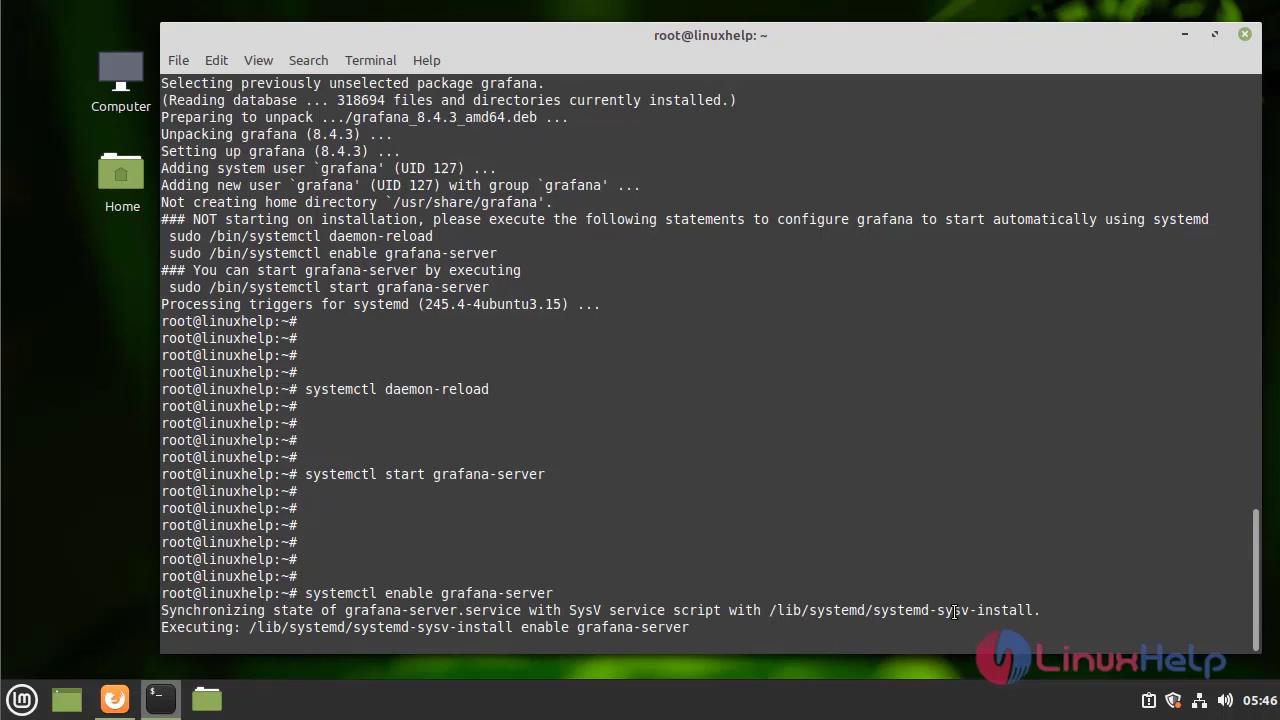 root@linuxhelp: ~
File Edit View Search Terminal Help
Computer
Home
Selecting previously unselected package grafana.
(Reading database ... 318694 files and directories currently installed.)
Preparing to unpack .../grafana_8.4.3_amd64.deb ...
Unpacking grafana (8.4.3) ...
Setting up grafana (8.4.3) ...
Adding system user `grafana' (UID 127) ...
Adding new user `grafana' (UID 127) with group `grafana' ...
Not creating home directory `/usr/share/grafana'.
### NOT starting on installation, please execute the following statements to configure grafana to start automatically using systemd
 sudo /bin/systemctl daemon-reload
 sudo /bin/systemctl enable grafana-server
### You can start grafana-server by executing
 sudo /bin/systemctl start grafana-server
Processing triggers for systemd (245.4-4ubuntu3.15) ...
root@linuxhelp:~#
root@linuxhelp:~#
root@linuxhelp:~#
root@linuxhelp:~#
root@linuxhelp:~# systemctl daemon-reload
root@linuxhelp:~#
root@linuxhelp:~#
root@linuxhelp:~#
root@linuxhelp:~#
root@linuxhelp:~# systemctl start grafana-server
root@linuxhelp:~#
root@linuxhelp:~#
root@linuxhelp:~#
root@linuxhelp:~#
root@linuxhelp:~#
root@linuxhelp:~#
root@linuxhelp:~# systemctl enable grafana-server
Synchronizing state of grafana-server.service with SysV service script with /lib/systemd/systemd-sysv-install.
Executing: /lib/systemd/systemd-sysv-install enable grafana-server
LinuxHelp
05:46